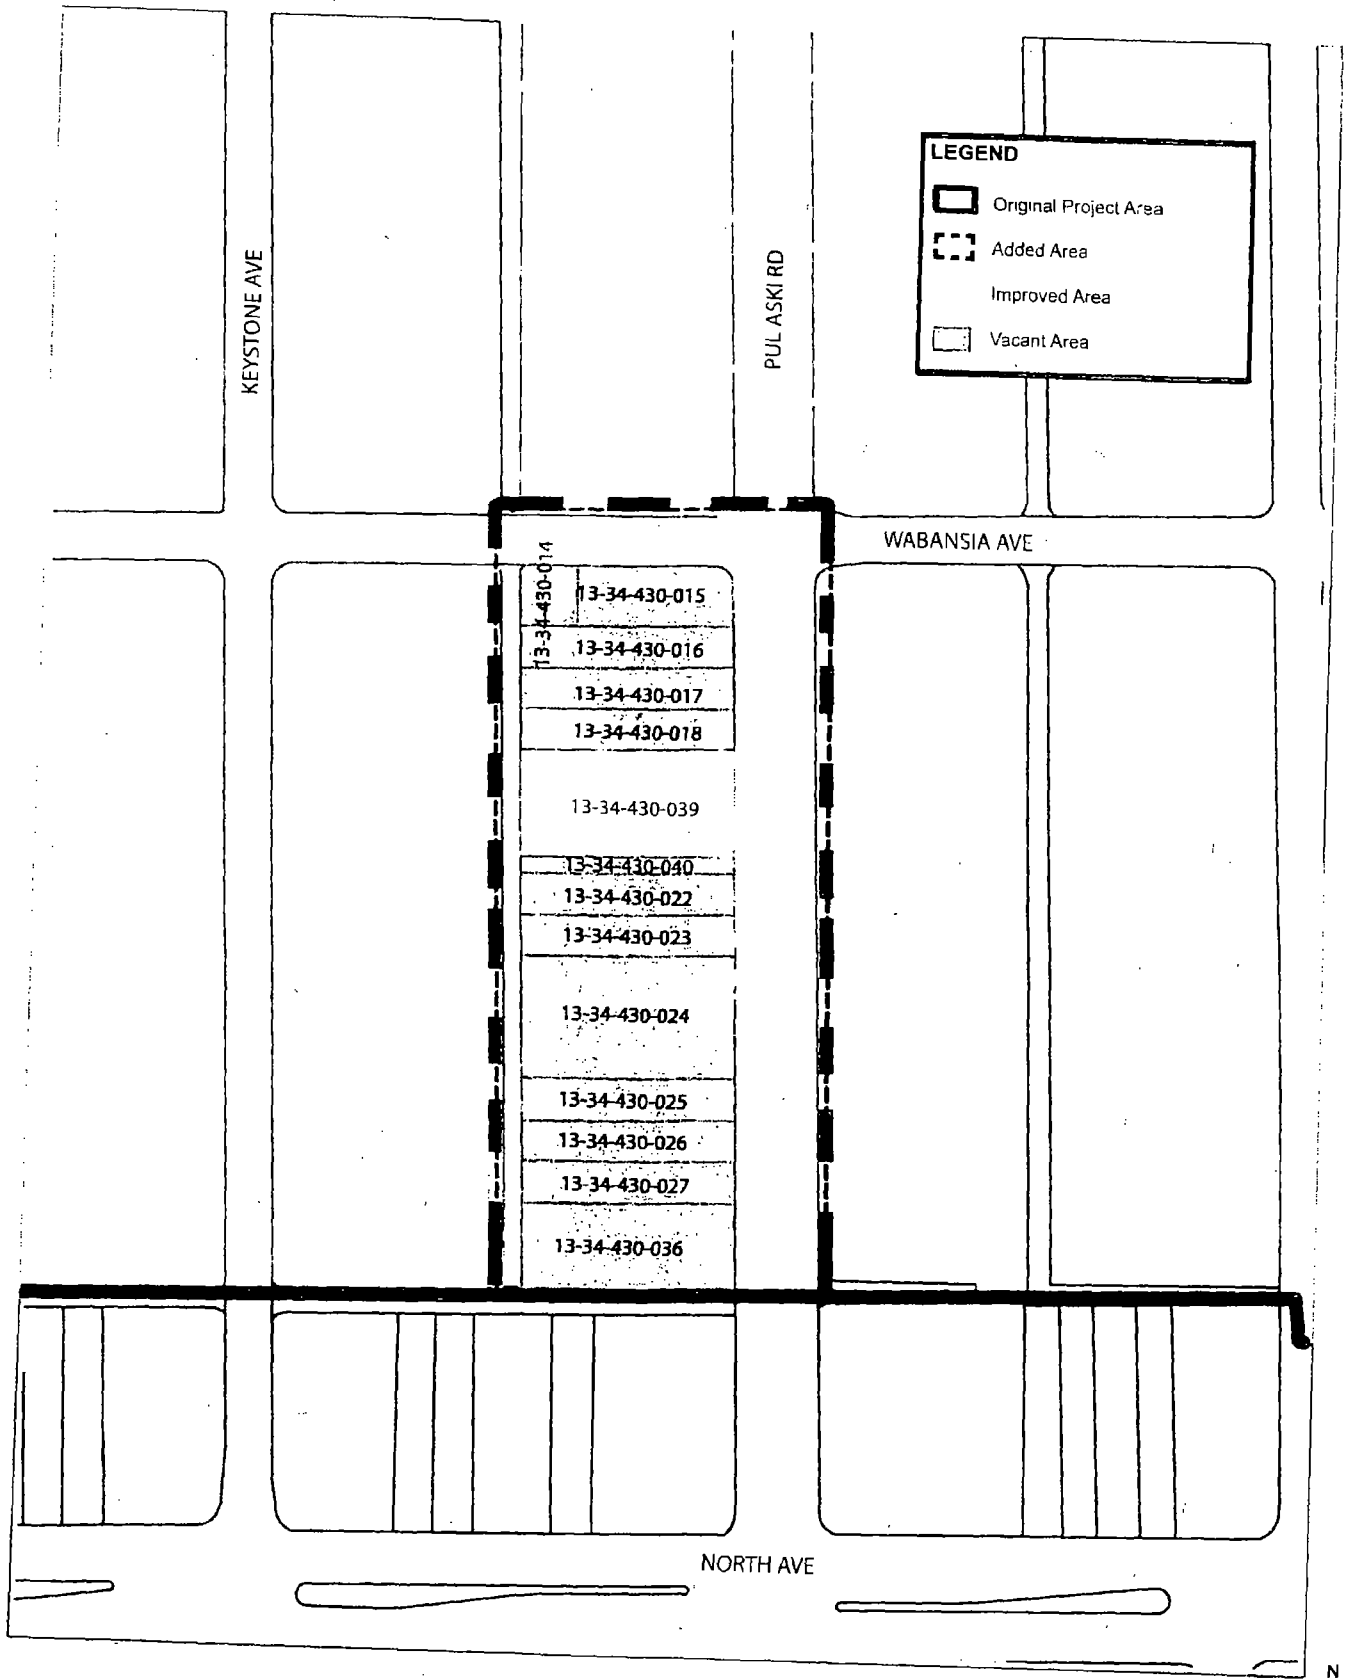 LEGEND
Original Project Area
Added Area
Improved Area
Vacant Area
KEYSTONE AVE
PUL ASKI RD
WABANSIA AVE
13-34-430-014
13-34-430-015
13-34-430-016
13-34-430-017
13-34-430-018
13-34-430-039
13-34-430-040
13-34-430-022
13-34-430-023
13-34-430-024
13-34-430-025
13-34-430-026
13-34-430-027
13-34-430-036
NORTH AVE
N